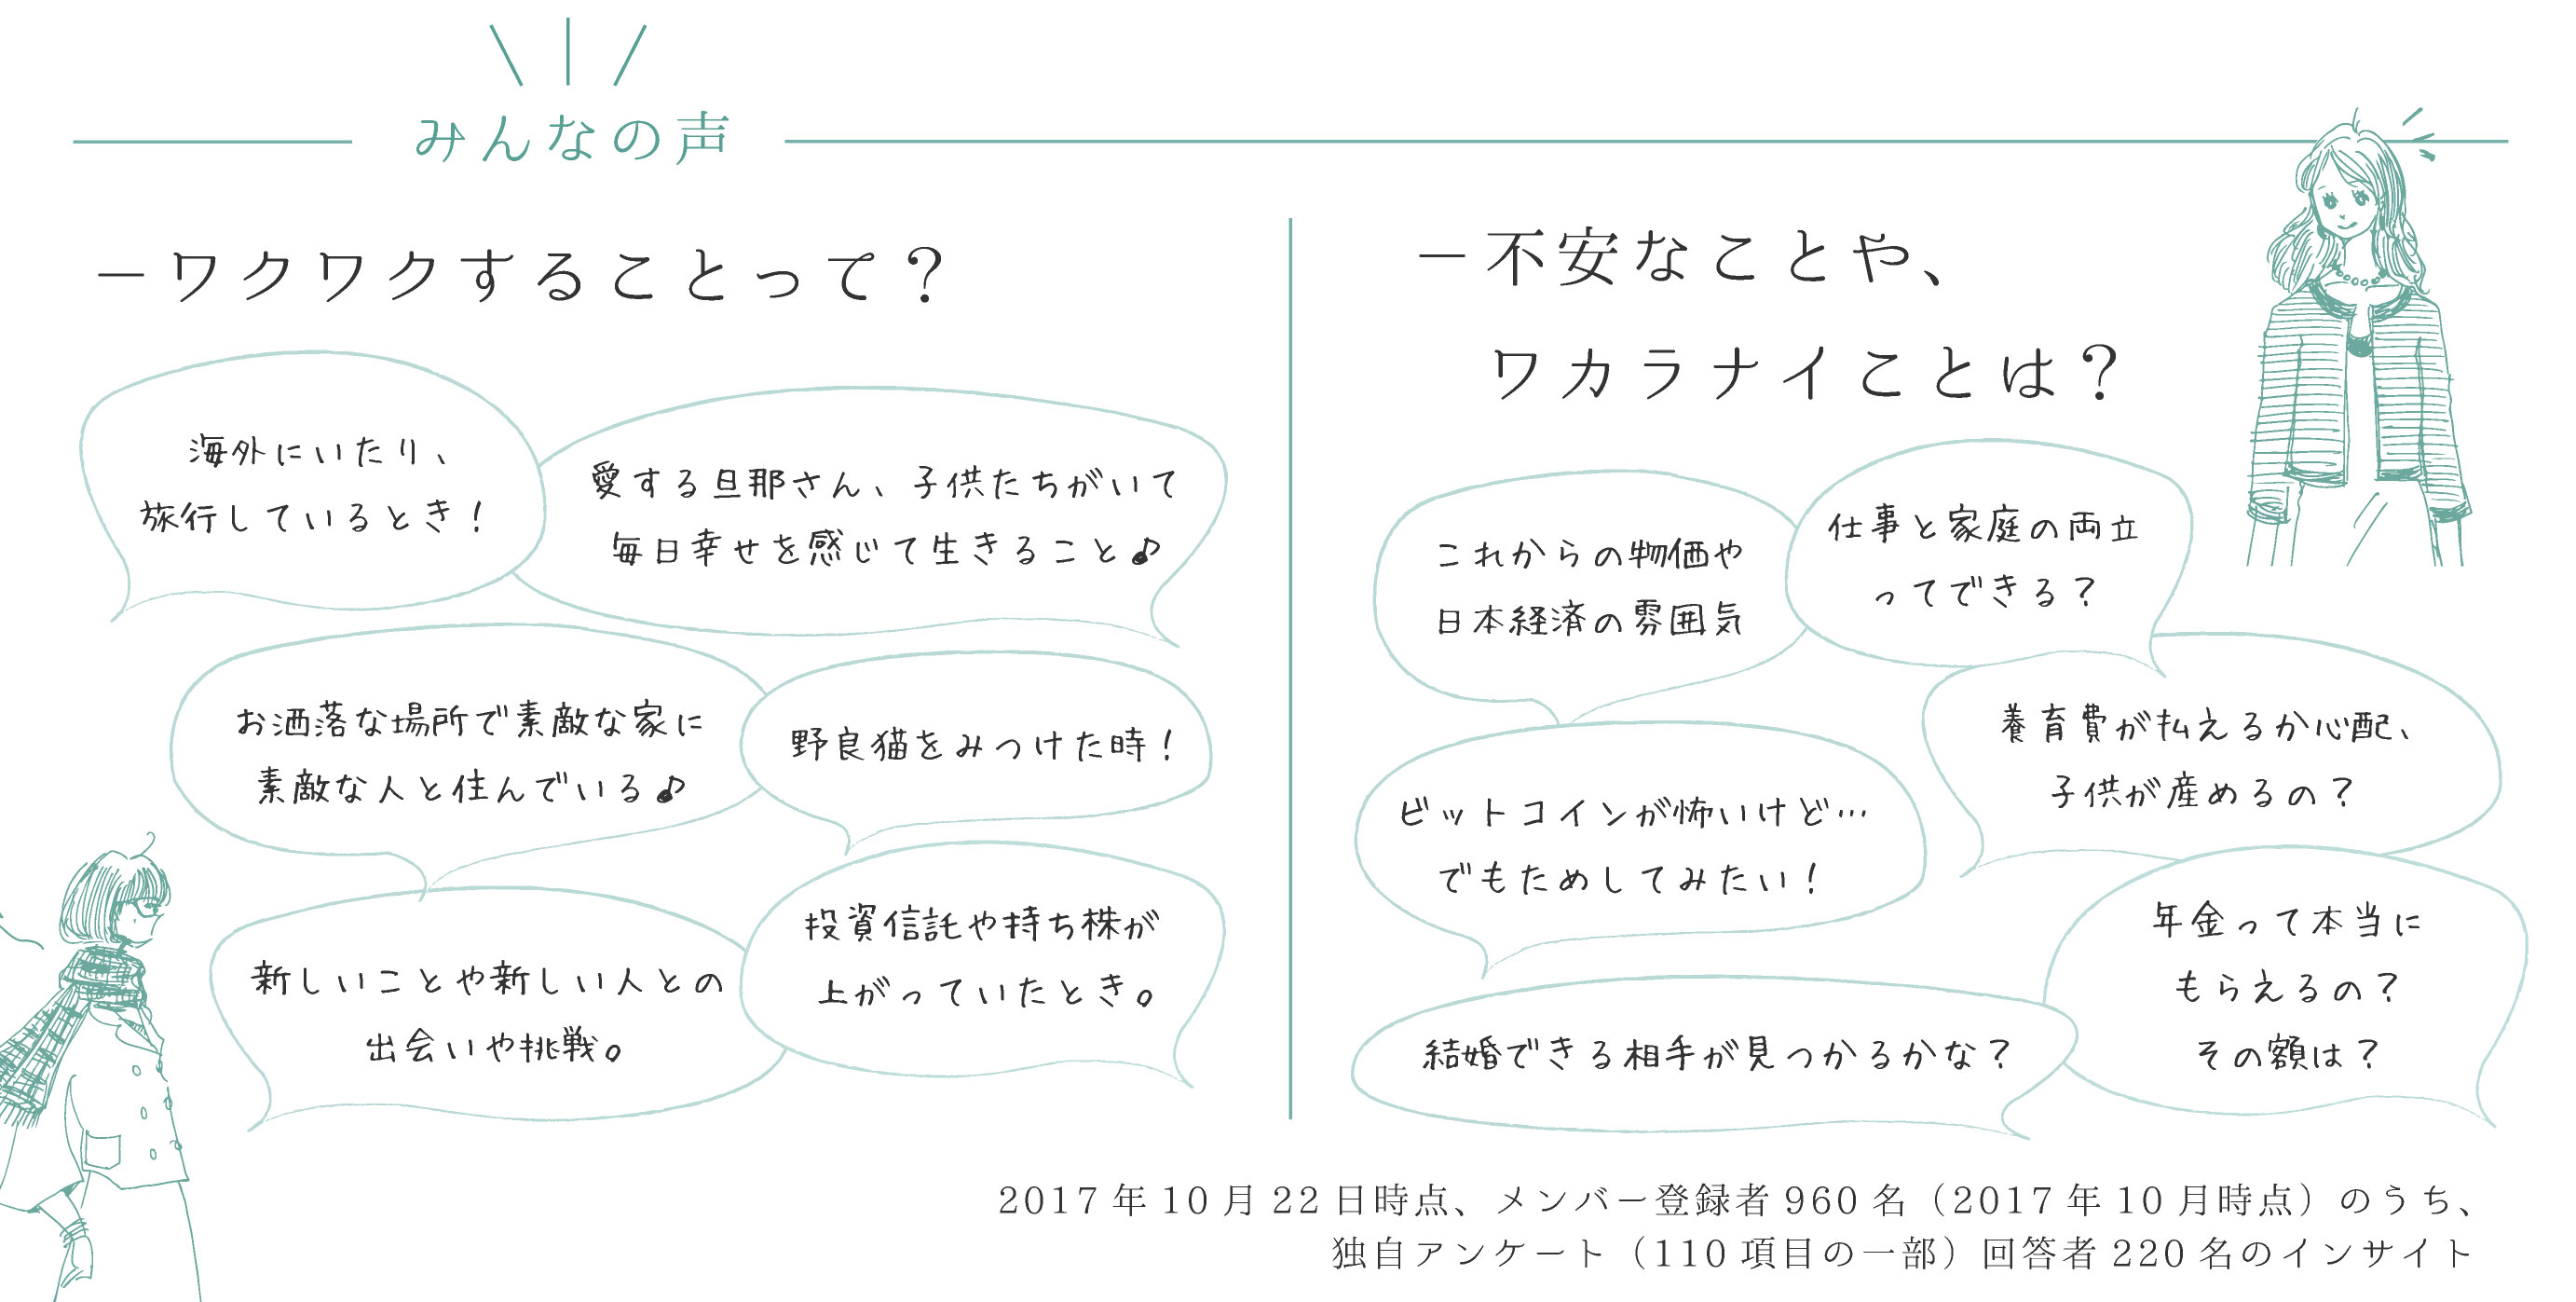 みんなの声
－ワクワクすることって？
海外にいたり、
旅行しているとき！
愛する旦那さん、子供たちがいて
毎日幸せを感じて生きること♪
お洒落な場所で素敵な家に
素敵な人と住んでいる♪
野良猫をみつけた時！
新しいことや新しい人との
出会いや挑戦。
投資信託や持ち株が
上がっていたとき。
－不安なことや、
ワカラナイことは？
これからの物価や
日本経済の雰囲気
仕事と家庭の両立
ってできる？
養育費が払えるか心配、
子供が産めるの？
ビットコインが怖いけど…
でもためしてみたい！
年金って本当に
もらえるの？
その額は？
結婚できる相手が見つかるかな？
2017年10月22日時点、メンバー登録者960名（2017年10月時点）のうち、
独自アンケート（110項目の一部）回答者220名のインサイト